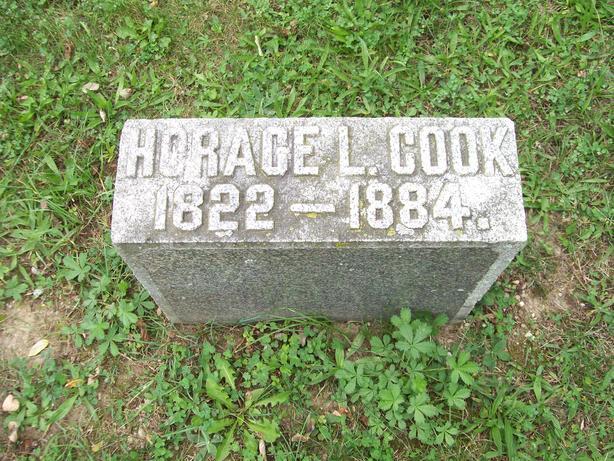 HORACE L. COOK
1822 — 1884.